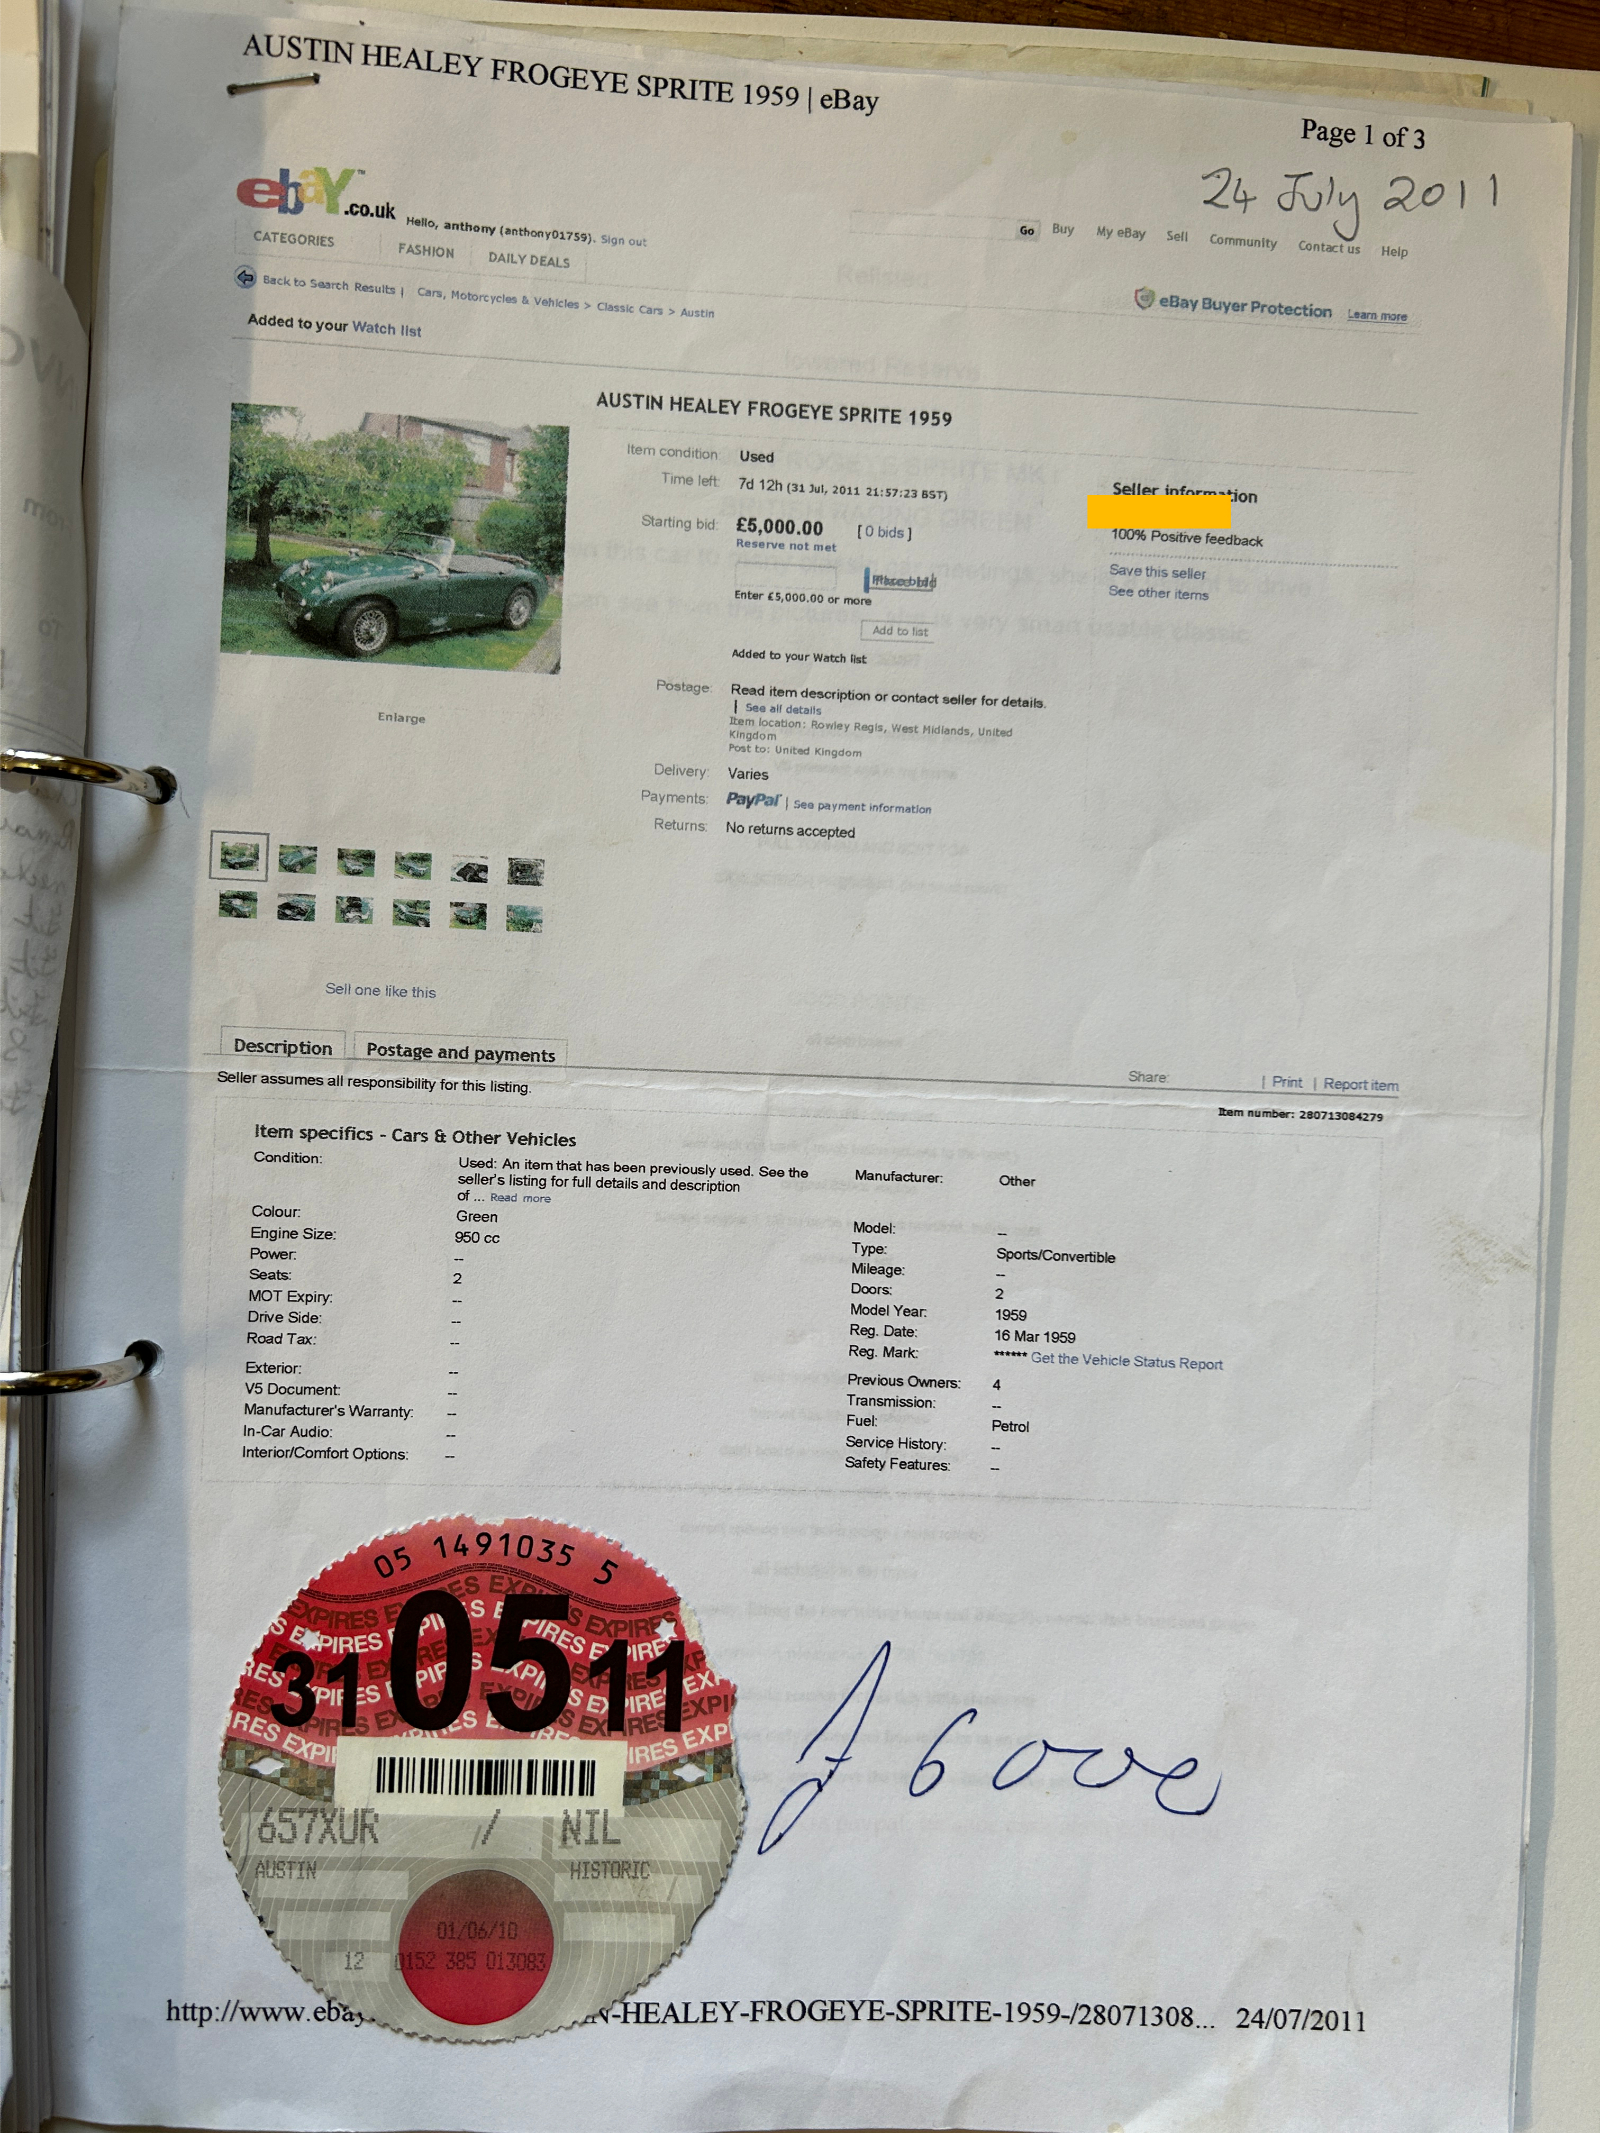 AUSTIN HEALEY FROGEYE SPRITE 1959 | eBay
Page 1 of 3
24 July 2011
ebaY™.co.uk
Hello, anthony (anthony01759). Sign out
Go Buy My eBay Sell Community Contact us Help
CATEGORIES FASHION DAILY DEALS
Back to Search Results | Cars, Motorcycles & Vehicles > Classic Cars > Austin
eBay Buyer Protection Learn more
Added to your Watch list
AUSTIN HEALEY FROGEYE SPRITE 1959
Item condition: Used
Time left: 7d 12h (31 Jul, 2011 21:57:23 BST)
Starting bid: £5,000.00 [ 0 bids ]
Reserve not met
Enter £5,000.00 or more
Add to list
Added to your Watch list
Seller information
100% Positive feedback
Save this seller
See other items
Postage: Read item description or contact seller for details.
| See all details
Item location: Rowley Regis, West Midlands, United
Kingdom
Post to: United Kingdom
Delivery: Varies
Payments: PayPal | See payment information
Returns: No returns accepted
Enlarge
Sell one like this
Description Postage and payments
Seller assumes all responsibility for this listing.
Share: | Print | Report item
Item number: 280713084279
Item specifics - Cars & Other Vehicles
Condition: Used: An item that has been previously used. See the
seller's listing for full details and description
of ... Read more
Manufacturer: Other
Colour: Green
Model: --
Engine Size: 950 cc
Type: Sports/Convertible
Power: --
Mileage: --
Seats: 2
Doors: 2
MOT Expiry: --
Model Year: 1959
Drive Side: --
Reg. Date: 16 Mar 1959
Road Tax: --
Reg. Mark: ****** Get the Vehicle Status Report
Exterior: --
Previous Owners: 4
V5 Document: --
Transmission: --
Manufacturer's Warranty: --
Fuel: Petrol
In-Car Audio: --
Service History: --
Interior/Comfort Options: --
Safety Features: --
05 1491035 5
EXPIRES
31 05 11
657XUR / NIL
AUSTIN HISTORIC
01/06/10
12 0152 385 013083
£6000
http://www.ebay. N-HEALEY-FROGEYE-SPRITE-1959-/28071308... 24/07/2011